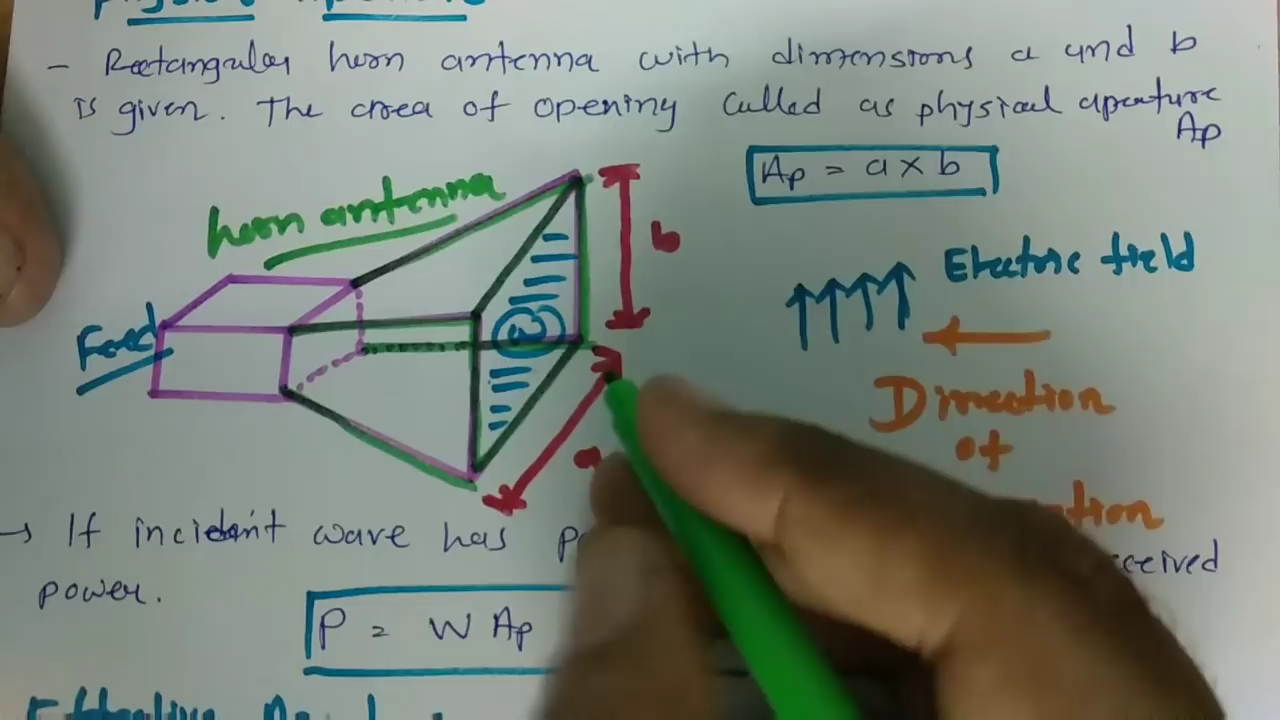 - Rectangular horn antenna with dimensions a and b
is given. The area of opening called as physical aperture
Ap
Ap = a x b
horn antenna
b
Electric field
Feed
a
Direction
of
→ If incident wave has
power.
P = W Ap